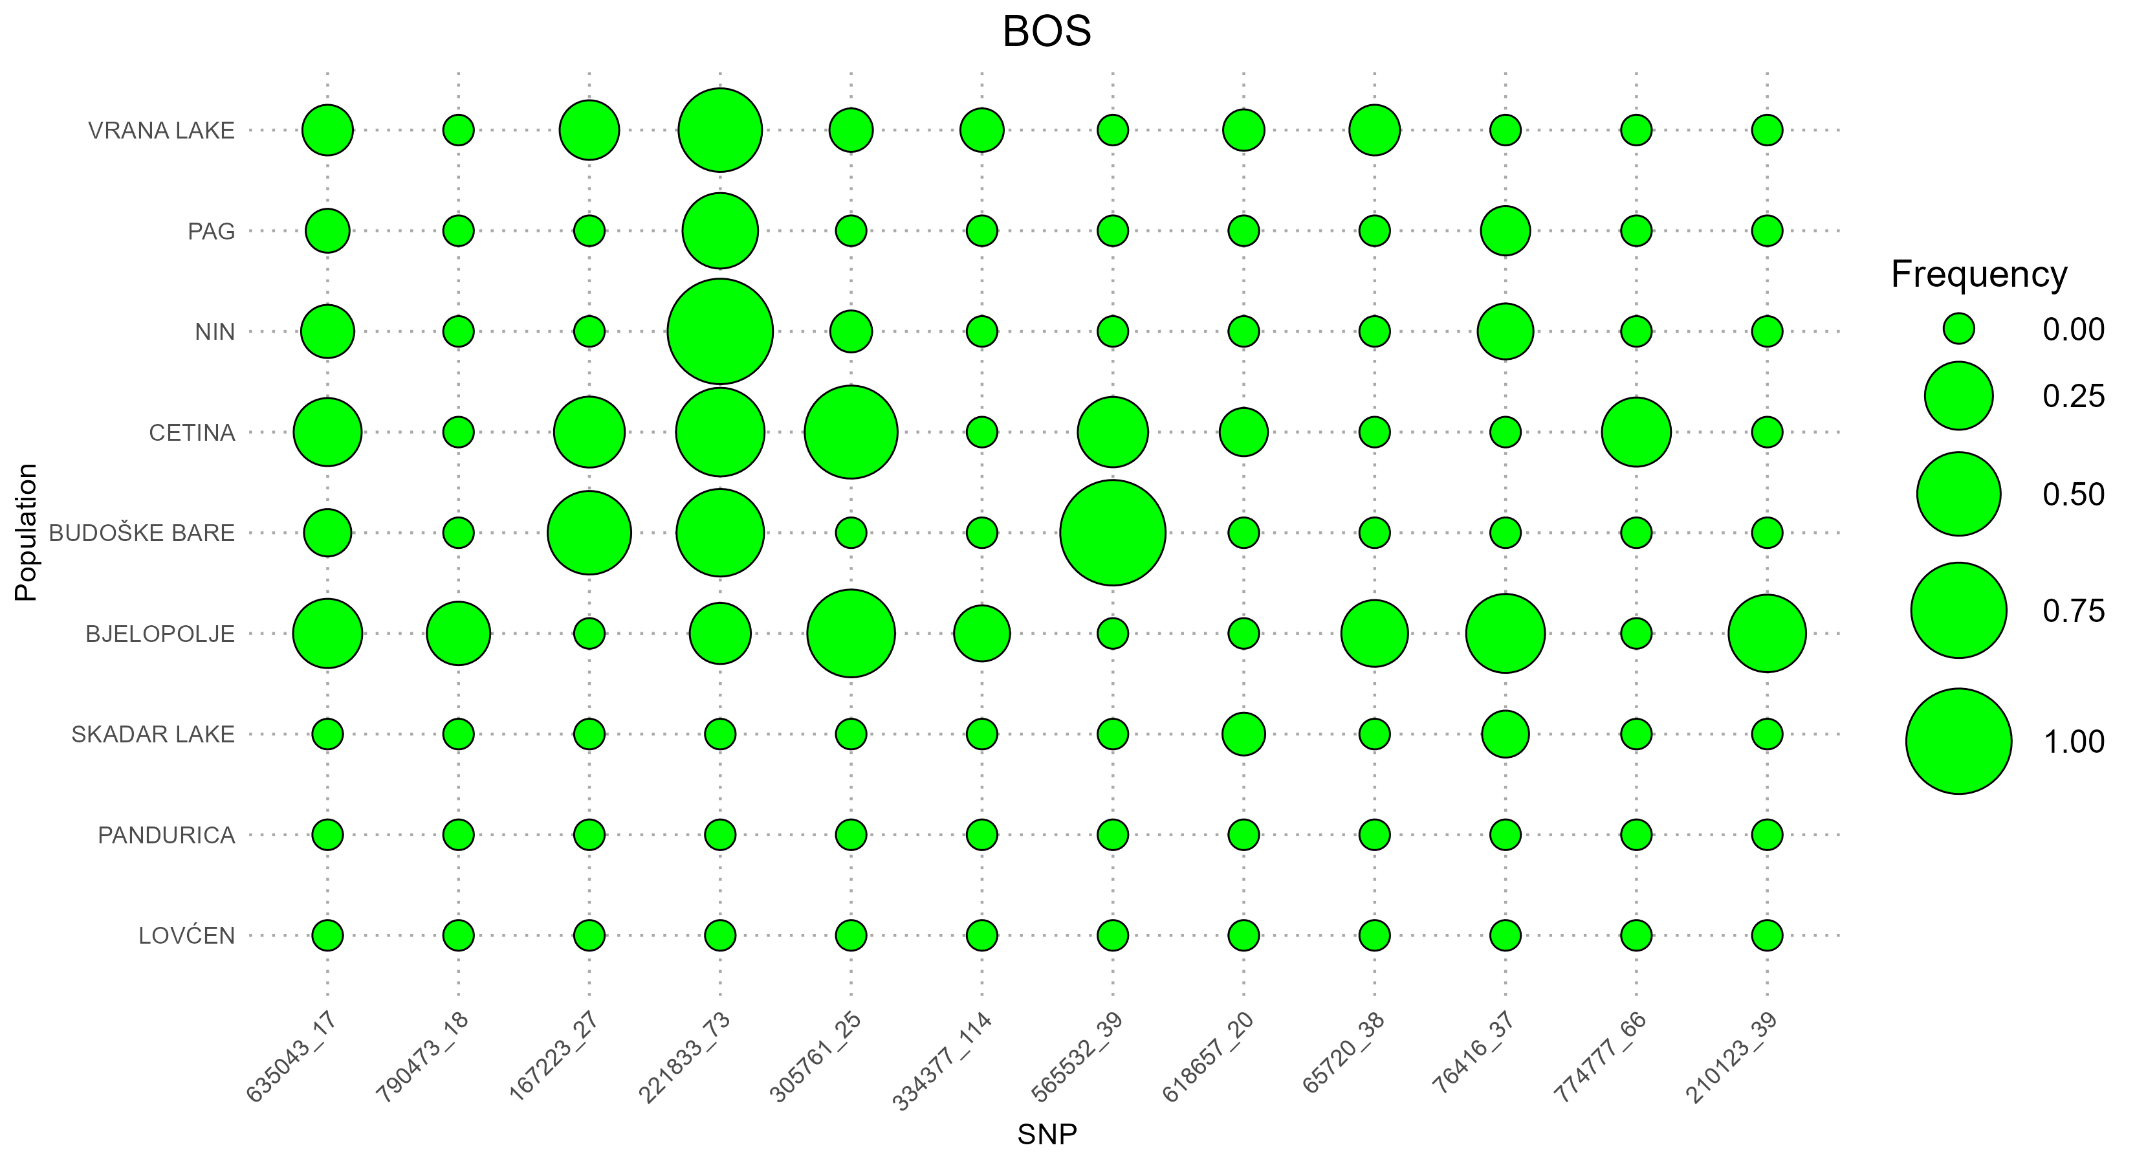 BOS
VRANA LAKE
PAG
NIN
CETINA
BUDOŠKE BARE
BJELOPOLJE
SKADAR LAKE
PANDURICA
LOVĆEN
Population
635043_17
790473_18
167223_27
221833_73
305761_25
334377_114
565532_39
618657_20
65720_38
76416_37
774777_66
210123_39
SNP
Frequency
0.00
0.25
0.50
0.75
1.00